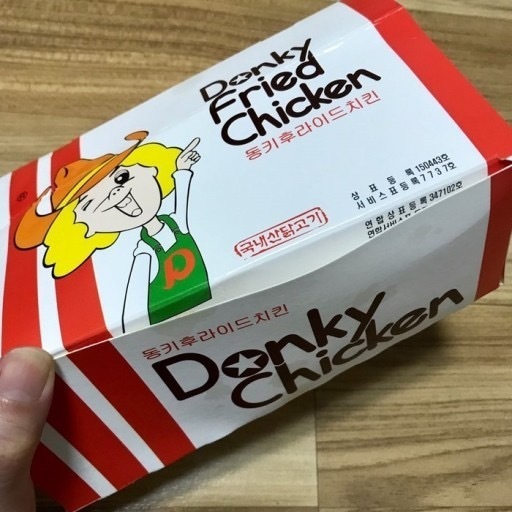 Donky
Fried
Chicken
동키후라이드치킨
상 표 등 록 150443호
서비스표등록 7 7 3 7호
연합상표등록 347102호
국내산닭고기
P
동키후라이드치킨
Donky
Chicken